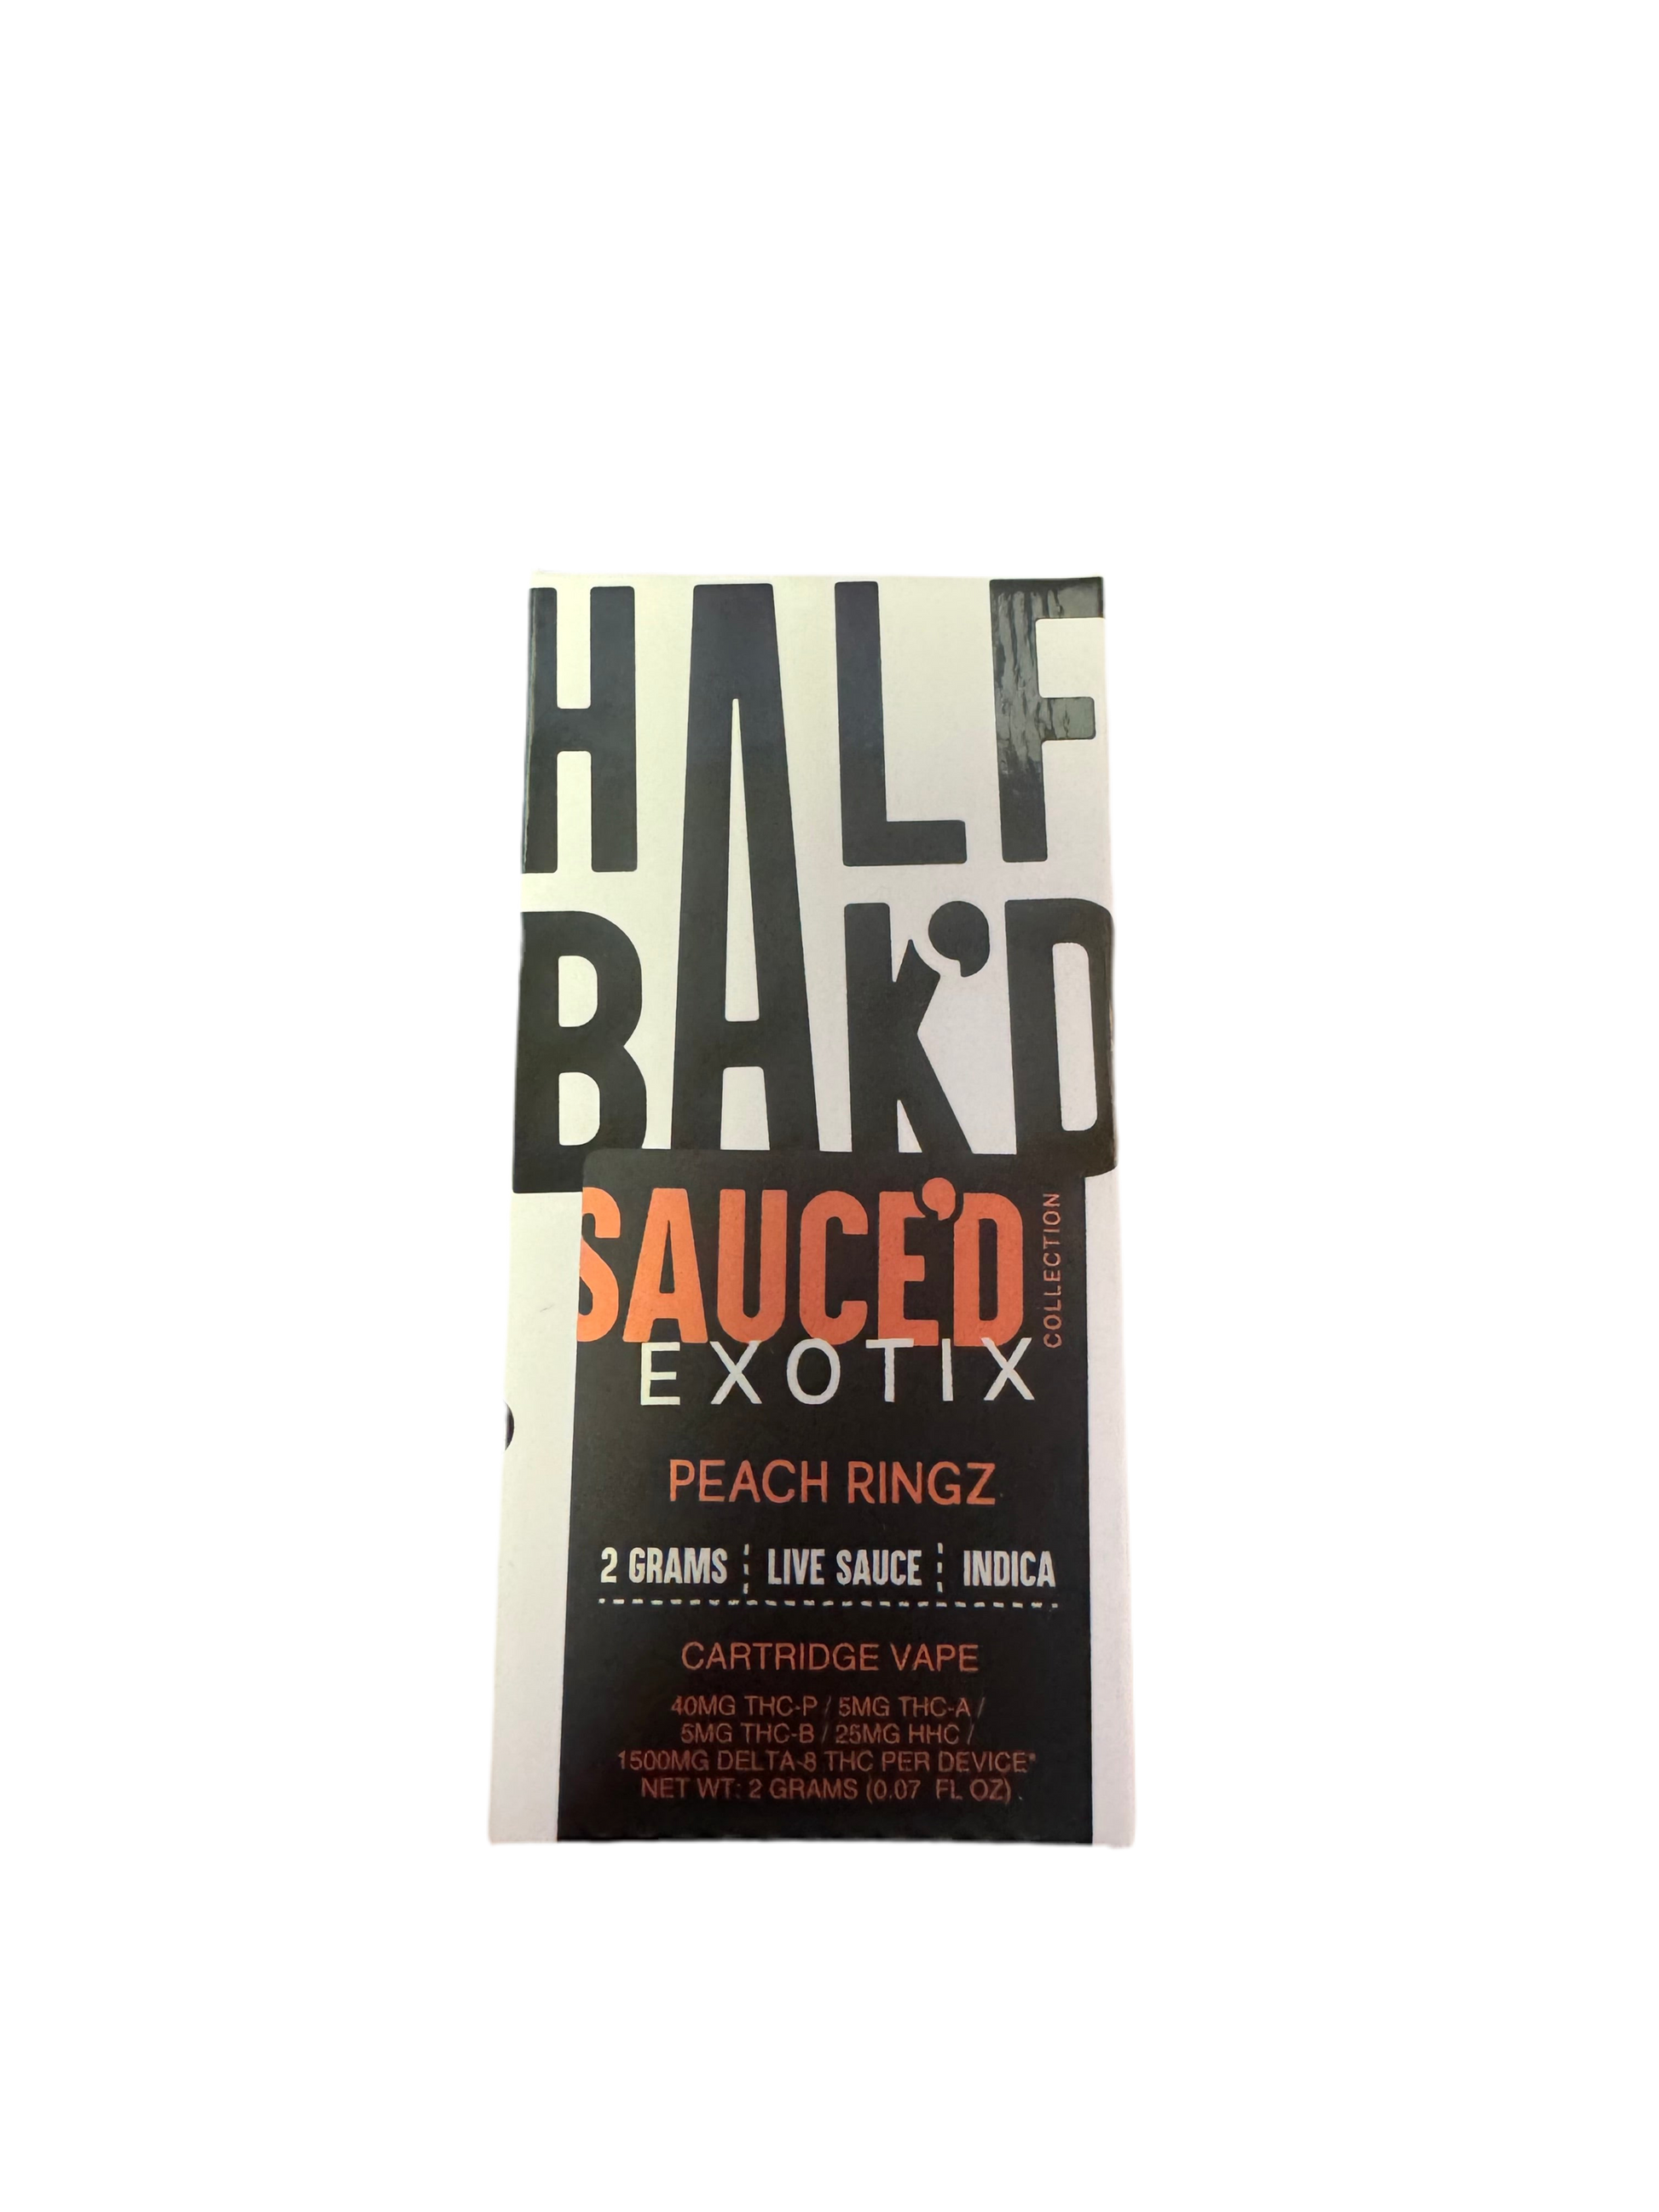 HALF
BAK'D
SAUCE'D
COLLECTION
EXOTIX
PEACH RINGZ
2 GRAMS ¦ LIVE SAUCE ¦ INDICA
CARTRIDGE VAPE
40MG THC-P / 5MG THC-A /
5MG THC-B / 25MG HHC /
1500MG DELTA-8 THC PER DEVICE*
NET WT: 2 GRAMS (0.07 FL OZ)